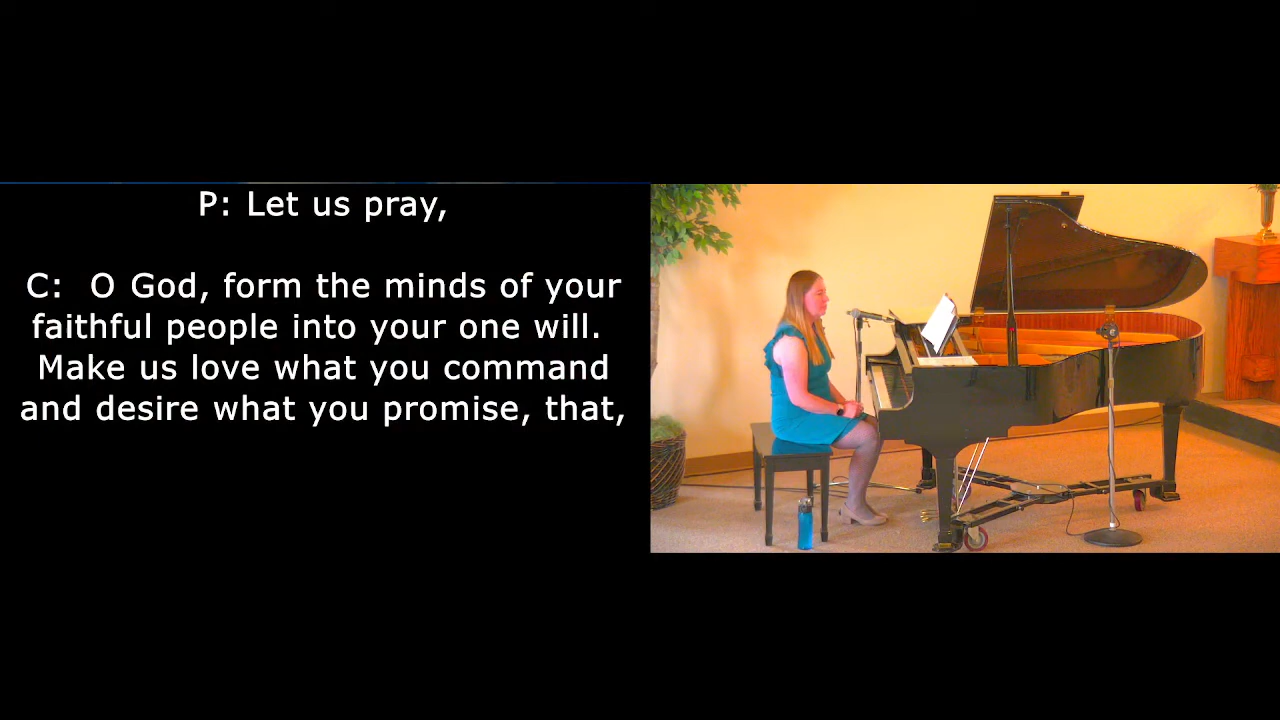 P: Let us pray,
C:  O God, form the minds of your
faithful people into your one will.
Make us love what you command
and desire what you promise, that,